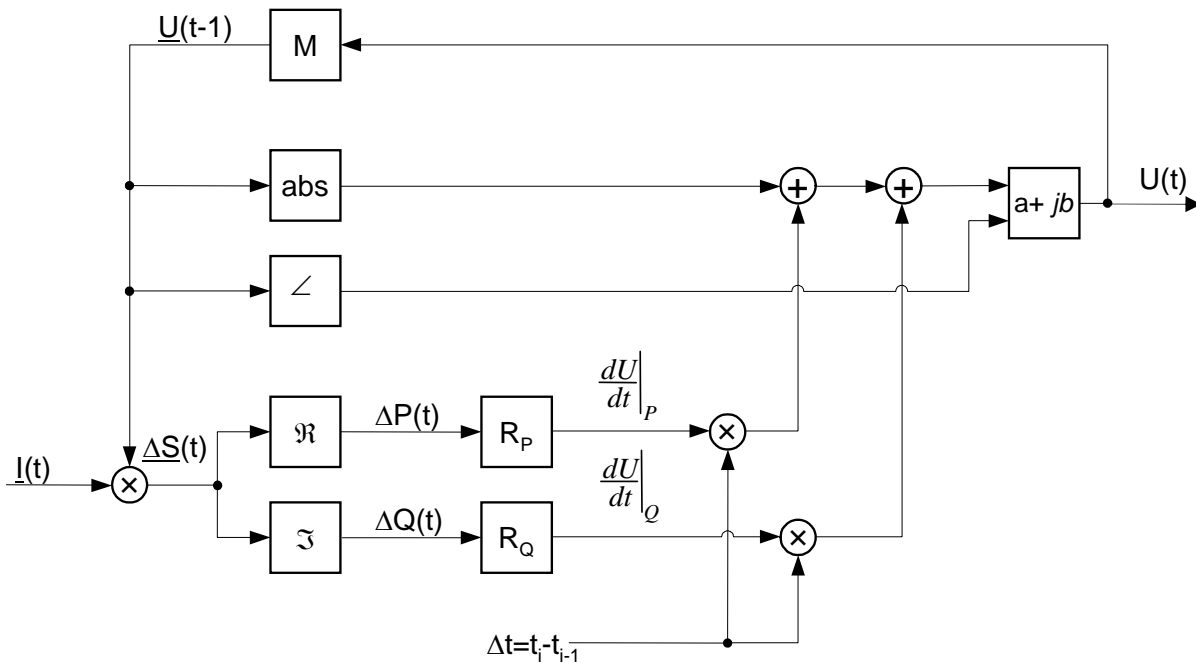 U(t-1)
M
abs
+
+
a+ jb
U(t)
∠
dU/dt|P
ℜ
ΔP(t)
RP
×
ΔS(t)
I(t)
×
dU/dt|Q
ℑ
ΔQ(t)
RQ
×
Δt=ti-ti-1